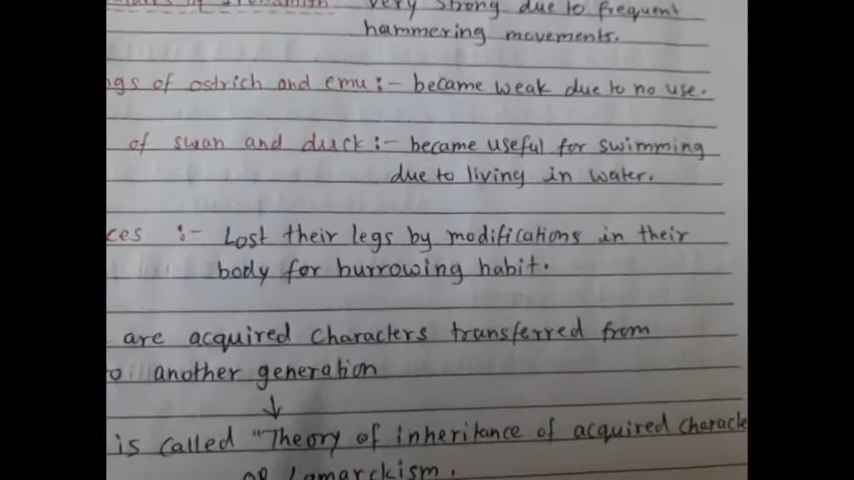 very strong due to frequent
hammering movements.
gs of ostrich and emu :- became weak due to no use.
of swan and duck :- became useful for swimming
due to living in water.
ces :- Lost their legs by modifications in their
body for burrowing habit.
are acquired characters transferred from
o another generation
↓
is called "Theory of inheritance of acquired characte
or Lamarckism.